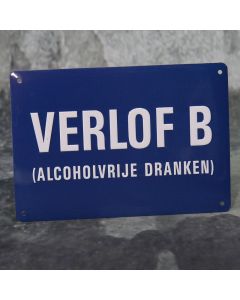 VERLOF B
(ALCOHOLVRIJE DRANKEN)